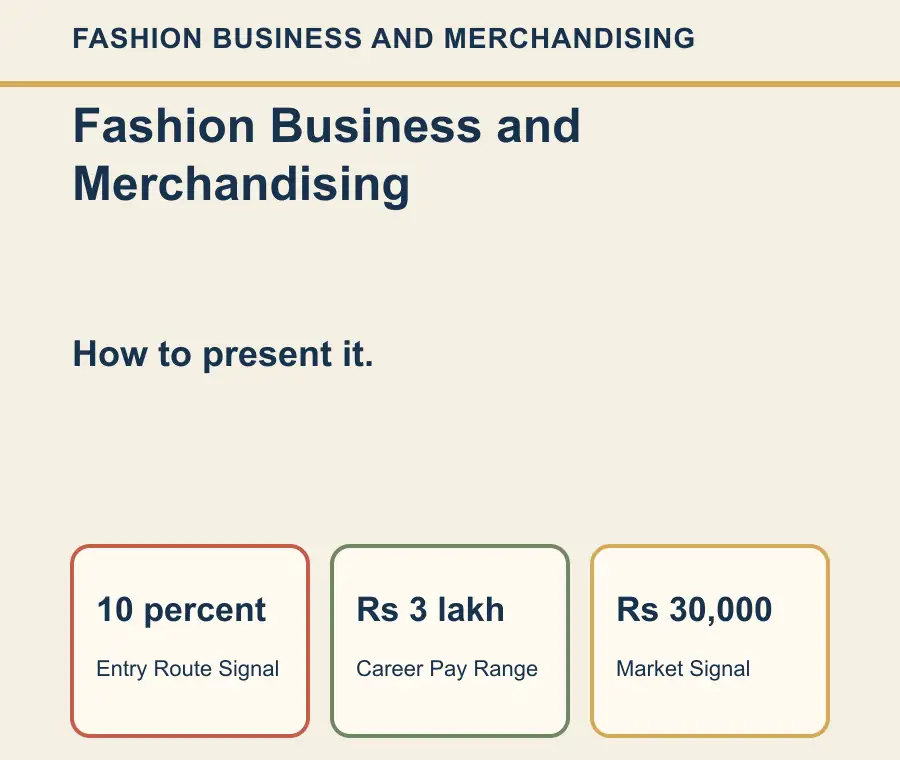 FASHION BUSINESS AND MERCHANDISING
Fashion Business and
Merchandising
How to present it.
10 percent
Entry Route Signal
Rs 3 lakh
Career Pay Range
Rs 30,000
Market Signal